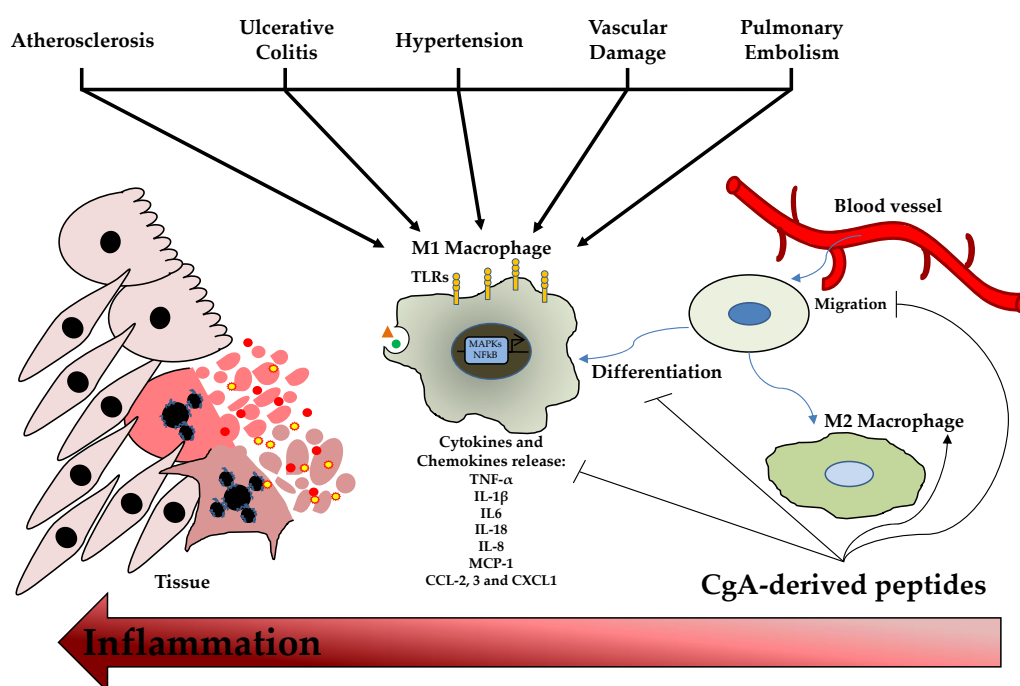 Atherosclerosis
Ulcerative
Colitis
Hypertension
Vascular
Damage
Pulmonary
Embolism
Blood vessel
M1 Macrophage
TLRs
Migration
MAPKs
NFkB
Differentiation
M2 Macrophage
Cytokines and
Chemokines release:
TNF-α
IL-1β
IL6
IL-18
IL-8
MCP-1
CCL-2, 3 and CXCL1
Tissue
CgA-derived peptides
Inflammation